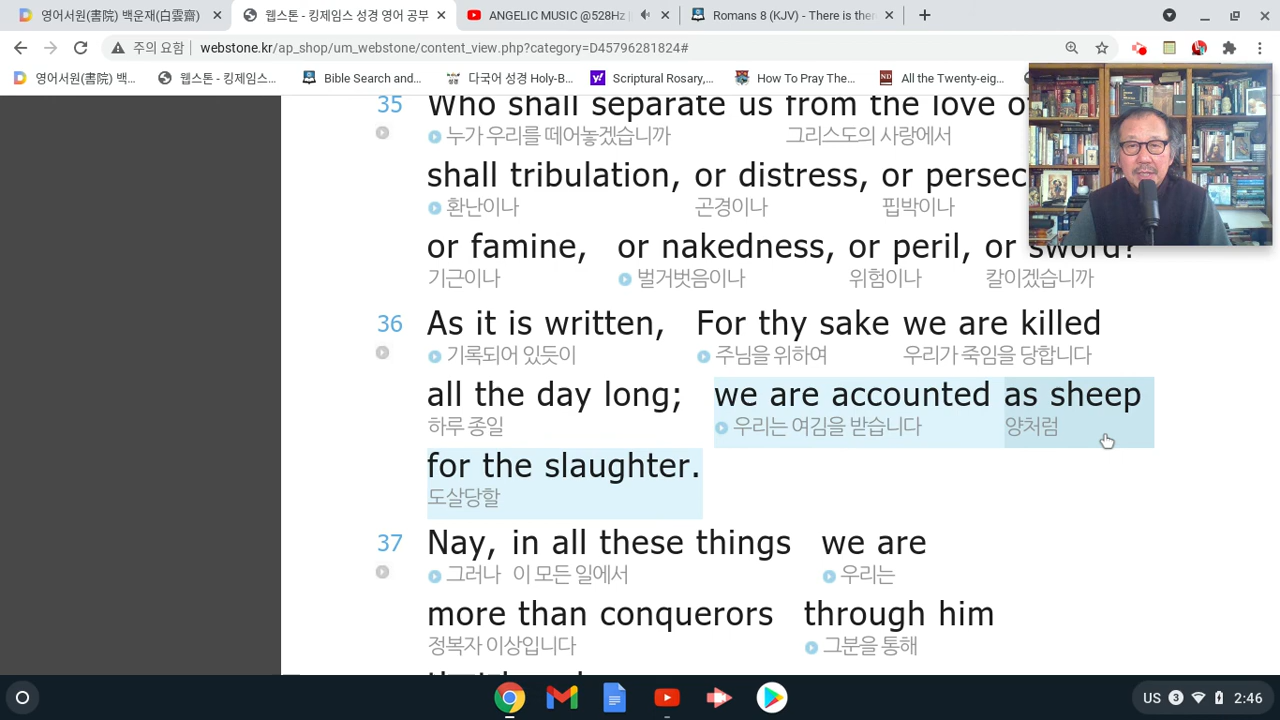 영어서원(書院) 백운재(白雲齋)
웹스톤 - 킹제임스 성경 영어 공부
ANGELIC MUSIC @528Hz
Romans 8 (KJV) - There is ther
주의 요함
webstone.kr/ap_shop/um_webstone/content_view.php?category=D45796281824#
영어서원(書院) 백...
웹스톤 - 킹제임스...
Bible Search and...
다국어 성경 Holy-B...
Scriptural Rosary,...
How To Pray The...
All the Twenty-eig...
35 Who shall separate us from the love o
누가 우리를 떼어놓겠습니까 그리스도의 사랑에서
shall tribulation, or distress, or persec
환난이나 곤경이나 핍박이나
or famine, or nakedness, or peril, or sword?
기근이나 벌거벗음이나 위험이나 칼이겠습니까
36 As it is written, For thy sake we are killed
기록되어 있듯이 주님을 위하여 우리가 죽임을 당합니다
all the day long; we are accounted as sheep
하루 종일 우리는 여김을 받습니다 양처럼
for the slaughter.
도살당할
37 Nay, in all these things we are
그러나 이 모든 일에서 우리는
more than conquerors through him
정복자 이상입니다 그분을 통해
US 3 2:46